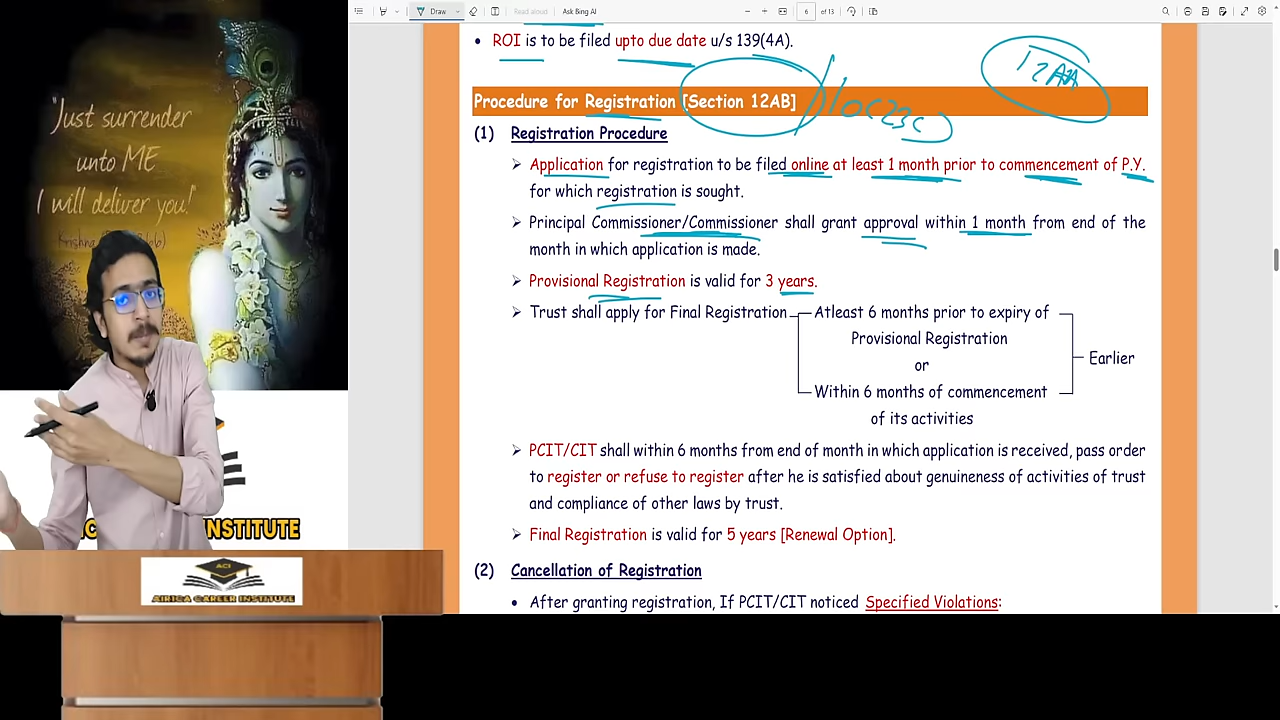 Draw
Read aloud
Ask Bing AI
6 of 13
"Just surrender
unto ME
I will deliver you!'
• ROI is to be filed upto due date u/s 139(4A).
12AA
Procedure for Registration [Section 12AB]
10(23C)
(1) Registration Procedure
➢ Application for registration to be filed online at least 1 month prior to commencement of P.Y.
for which registration is sought.
➢ Principal Commissioner/Commissioner shall grant approval within 1 month from end of the
month in which application is made.
➢ Provisional Registration is valid for 3 years.
➢ Trust shall apply for Final Registration Atleast 6 months prior to expiry of
Provisional Registration
or
Earlier
Within 6 months of commencement
of its activities
➢ PCIT/CIT shall within 6 months from end of month in which application is received, pass order
to register or refuse to register after he is satisfied about genuineness of activities of trust
and compliance of other laws by trust.
➢ Final Registration is valid for 5 years [Renewal Option].
(2) Cancellation of Registration
• After granting registration, If PCIT/CIT noticed Specified Violations:
INSTITUTE
ACI
AIRICA CAREER INSTITUTE